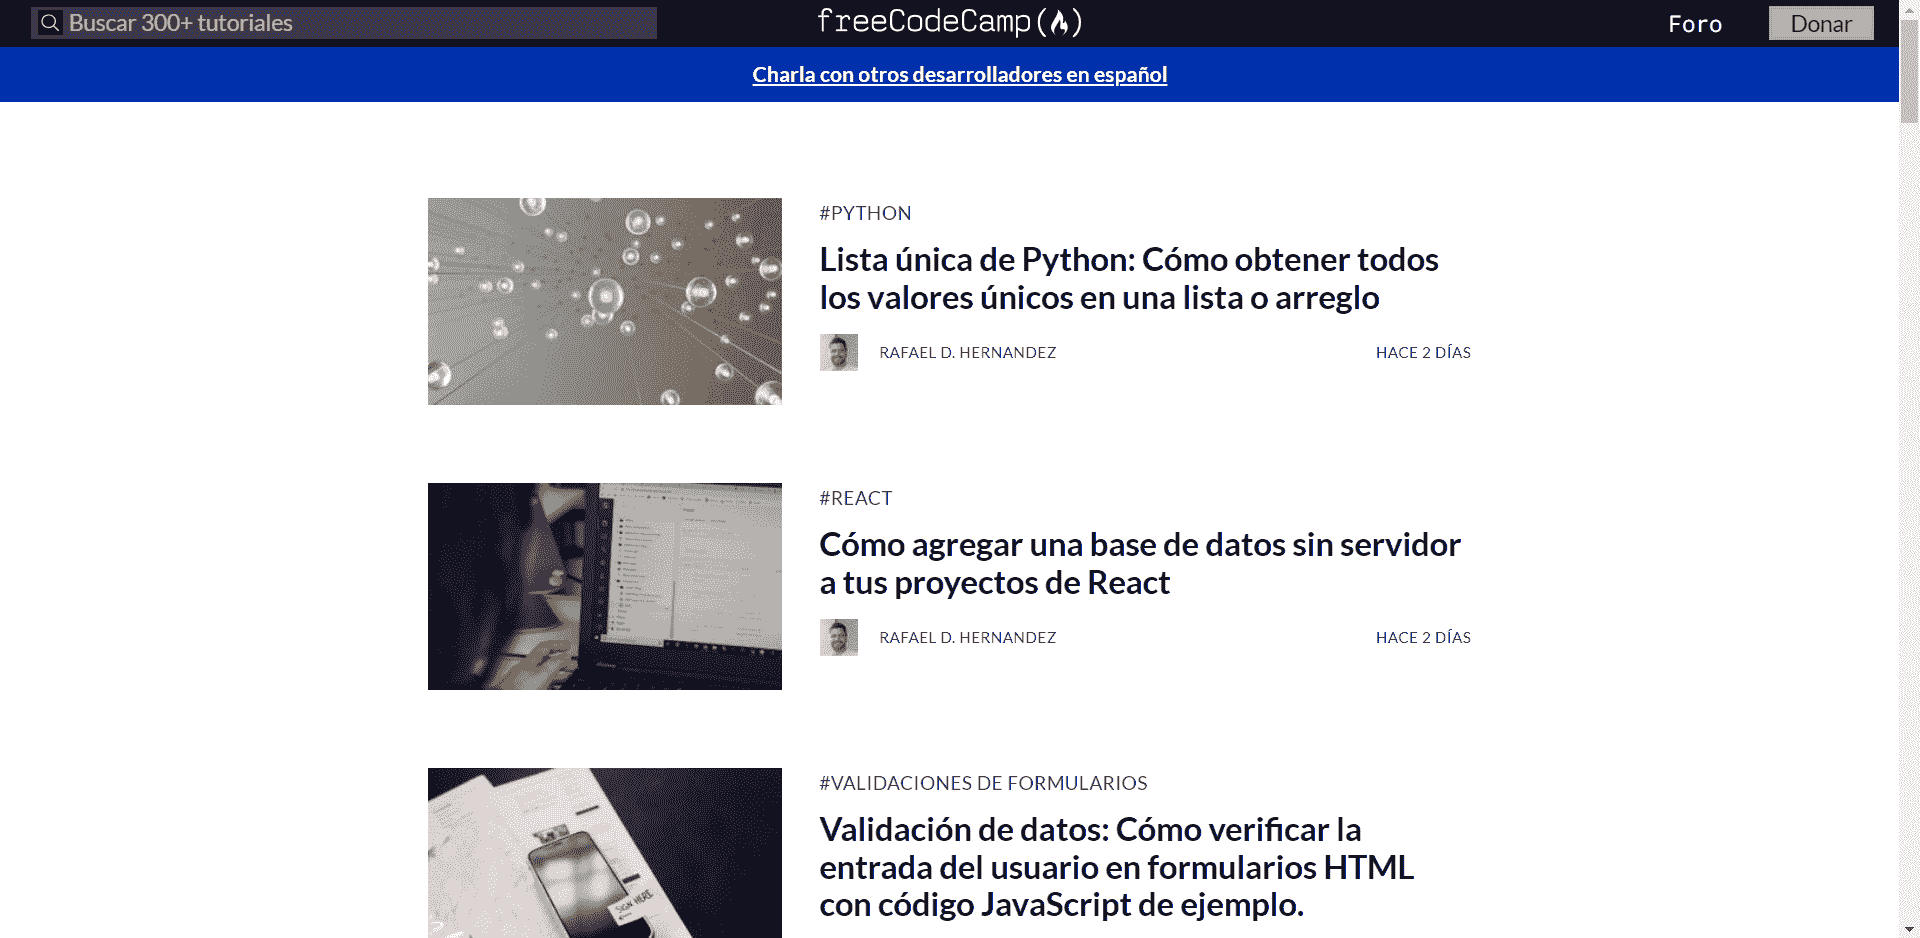 Buscar 300+ tutoriales
freeCodeCamp(🔥)
Foro
Donar
Charla con otros desarrolladores en español
#PYTHON
Lista única de Python: Cómo obtener todos
los valores únicos en una lista o arreglo
RAFAEL D. HERNANDEZ
HACE 2 DÍAS
#REACT
Cómo agregar una base de datos sin servidor
a tus proyectos de React
RAFAEL D. HERNANDEZ
HACE 2 DÍAS
#VALIDACIONES DE FORMULARIOS
Validación de datos: Cómo verificar la
entrada del usuario en formularios HTML
con código JavaScript de ejemplo.
SIGN HERE